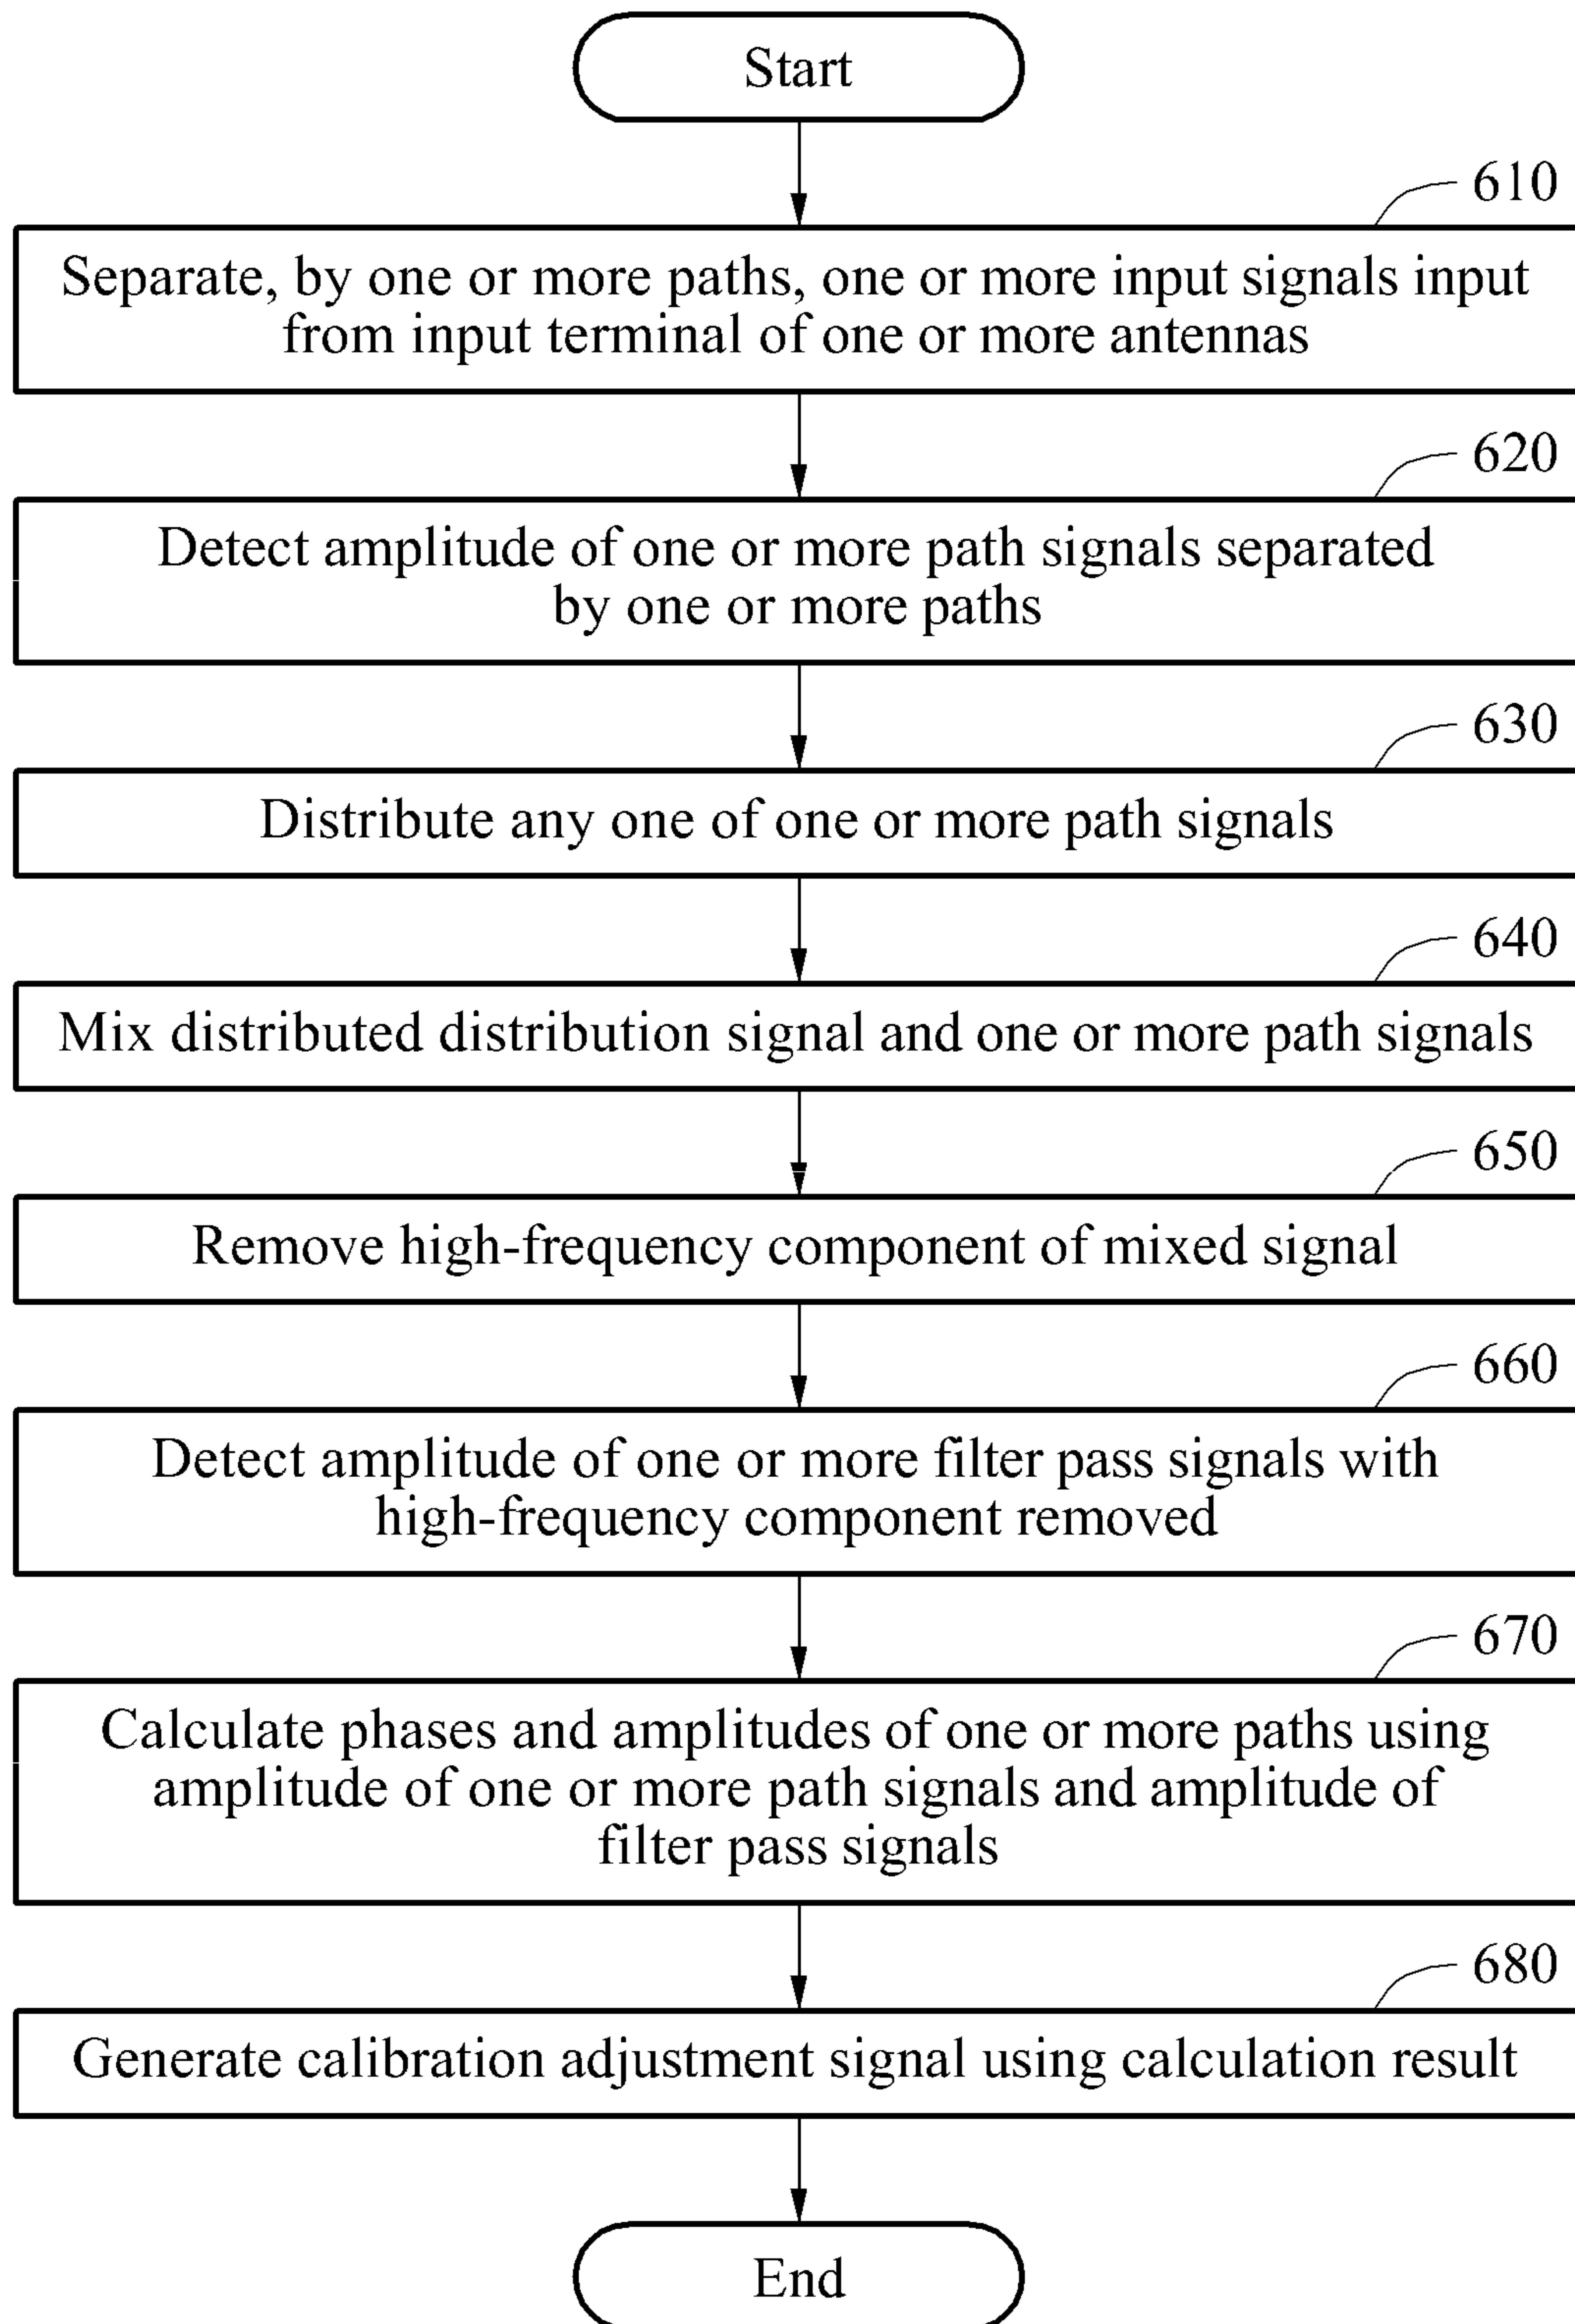 Start
610
Separate, by one or more paths, one or more input signals input
from input terminal of one or more antennas
620
Detect amplitude of one or more path signals separated
by one or more paths
630
Distribute any one of one or more path signals
640
Mix distributed distribution signal and one or more path signals
650
Remove high-frequency component of mixed signal
660
Detect amplitude of one or more filter pass signals with
high-frequency component removed
670
Calculate phases and amplitudes of one or more paths using
amplitude of one or more path signals and amplitude of
filter pass signals
680
Generate calibration adjustment signal using calculation result
End